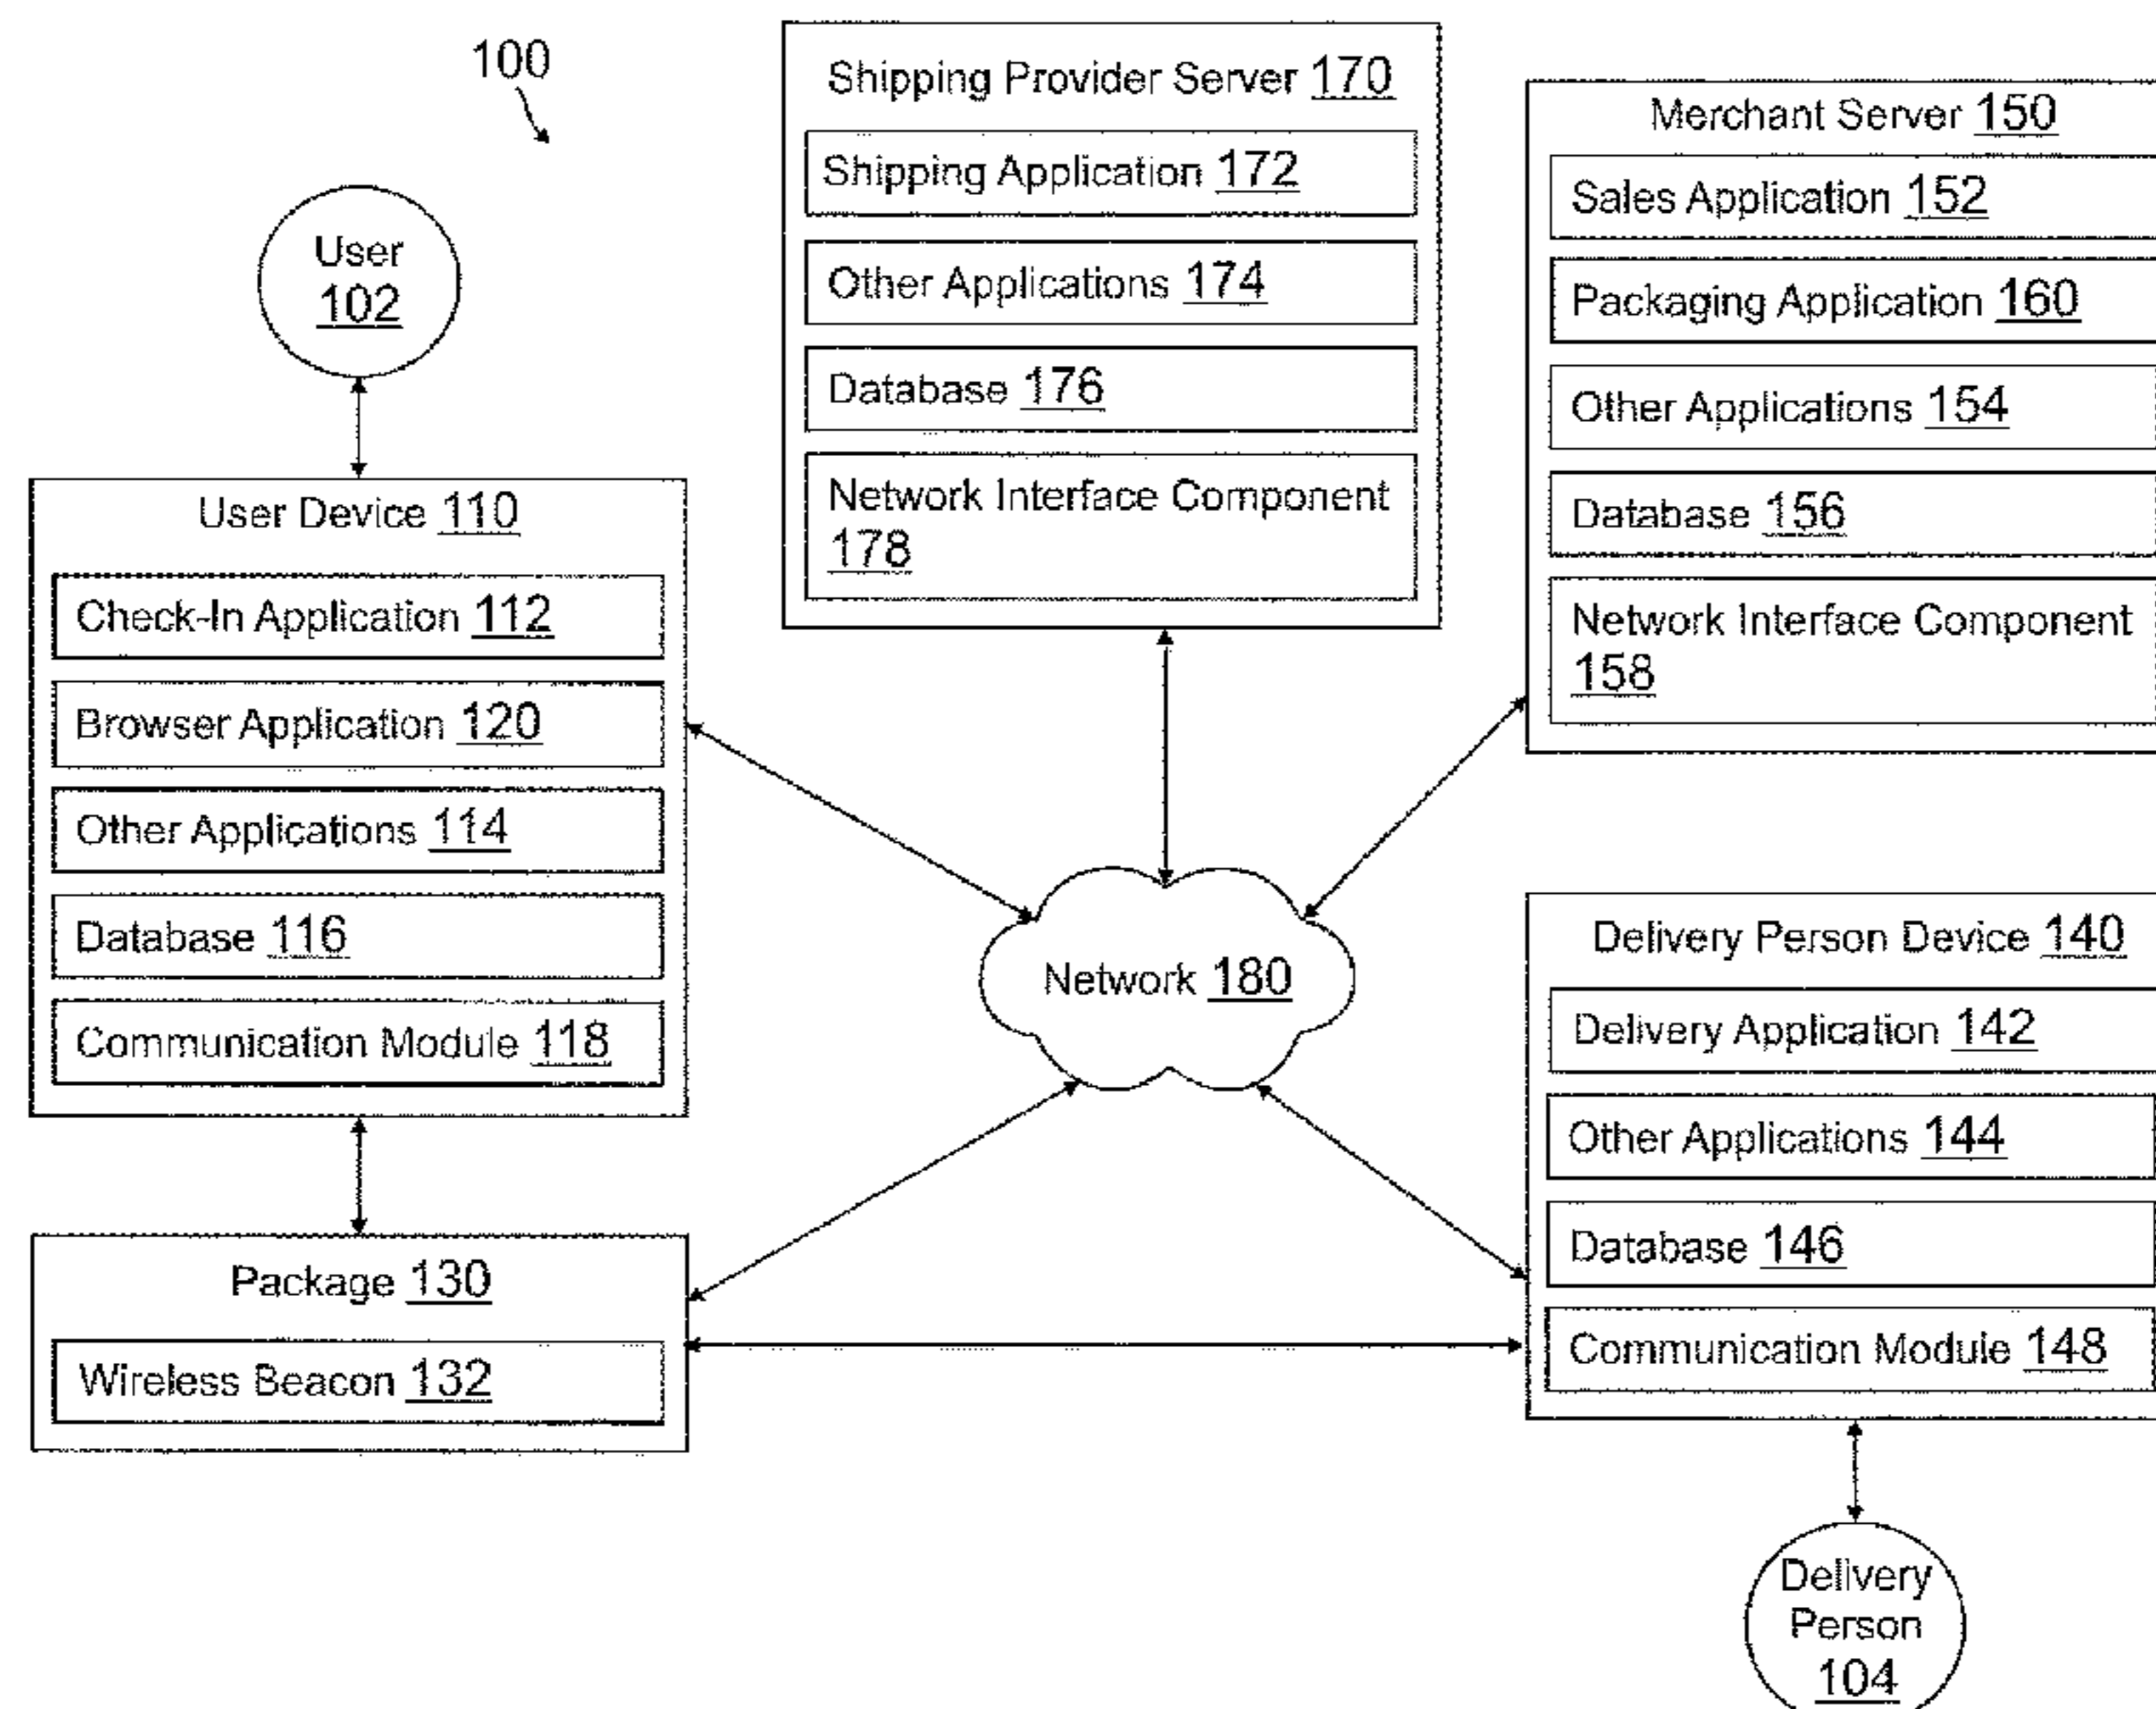 100
User
102
User Device 110
Check-In Application 112
Browser Application 120
Other Applications 114
Database 116
Communication Module 118
Package 130
Wireless Beacon 132
Shipping Provider Server 170
Shipping Application 172
Other Applications 174
Database 176
Network Interface Component
178
Network 180
Merchant Server 150
Sales Application 152
Packaging Application 160
Other Applications 154
Database 156
Network Interface Component
158
Delivery Person Device 140
Delivery Application 142
Other Applications 144
Database 146
Communication Module 148
Delivery
Person
104